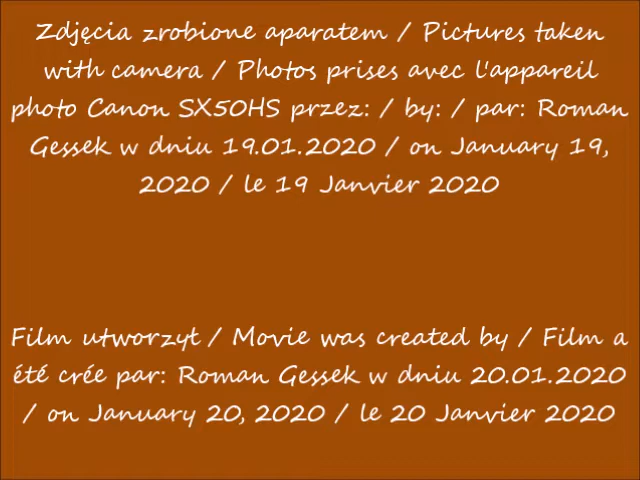 Zdjęcia zrobione aparatem / Pictures taken
with camera / Photos prises avec l'appareil
photo Canon SX50HS przez: / by: / par: Roman
Gessek w dniu 19.01.2020 / on January 19,
2020 / le 19 Janvier 2020
Film utworzył / Movie was created by / Film a
été crée par: Roman Gessek w dniu 20.01.2020
/ on January 20, 2020 / le 20 Janvier 2020